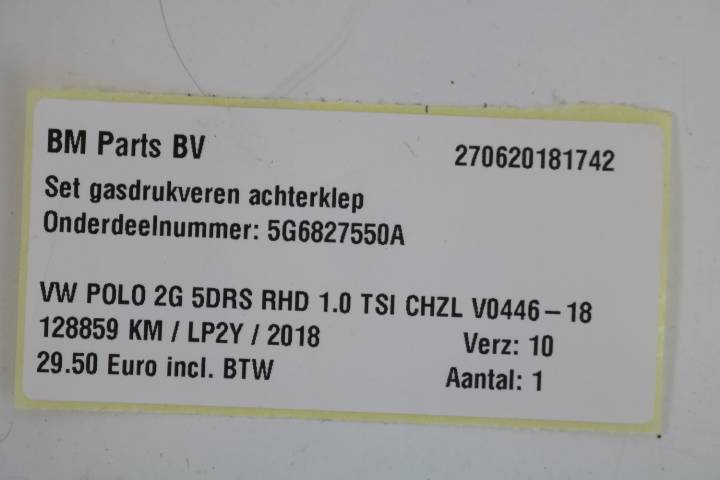 BM Parts BV 270620181742
Set gasdrukveren achterklep
Onderdeelnummer: 5G6827550A
VW POLO 2G 5DRS RHD 1.0 TSI CHZL V0446-18
128859 KM / LP2Y / 2018 Verz: 10
29.50 Euro incl. BTW Aantal: 1